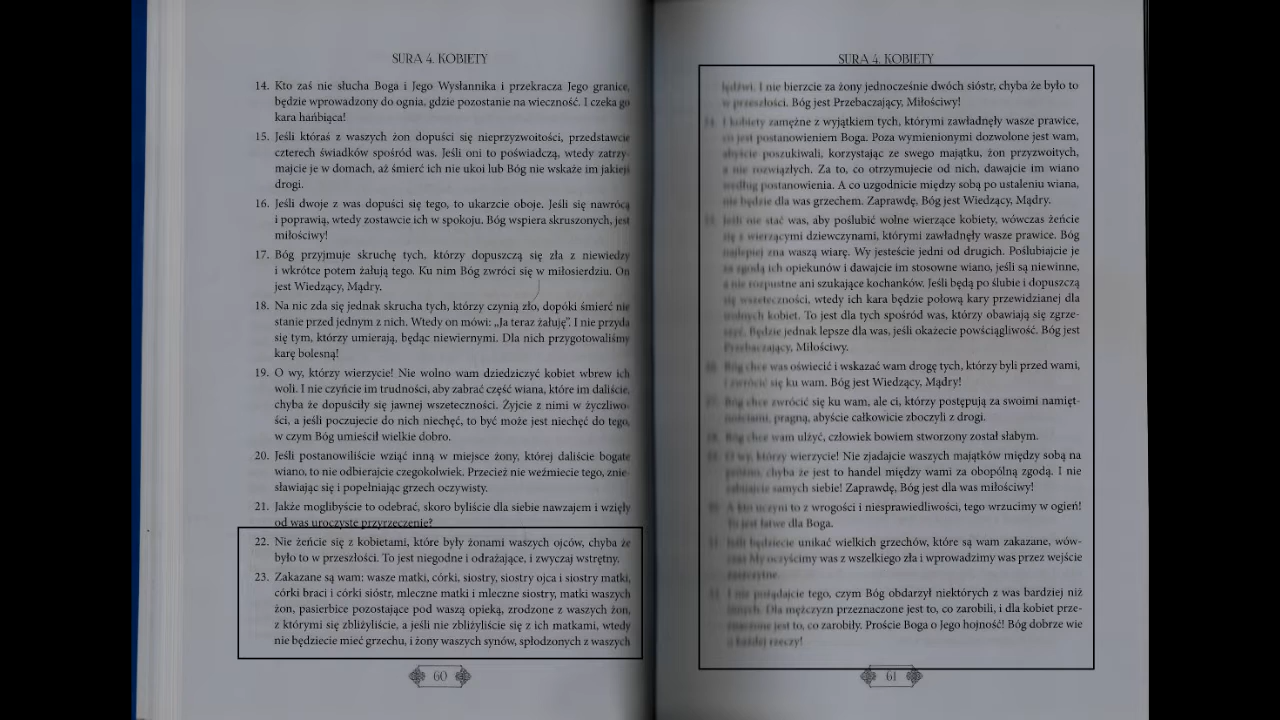 SURA 4. KOBIETY
14. Kto zaś nie słucha Boga i Jego Wysłannika i przekracza Jego granice,
będzie wprowadzony do ognia, gdzie pozostanie na wieczność. I czeka go
kara hańbiąca!
15. Jeśli któraś z waszych żon dopuści się nieprzyzwoitości, przedstawcie
czterech świadków spośród was. Jeśli oni to poświadczą, wtedy zatrzy-
majcie je w domach, aż śmierć ich nie ukoi lub Bóg nie wskaże im jakiejś
drogi.
16. Jeśli dwoje z was dopuści się tego, to ukarzcie oboje. Jeśli się nawrócą
i poprawią, wtedy zostawcie ich w spokoju. Bóg wspiera skruszonych, jest
miłościwy!
17. Bóg przyjmuje skruchę tych, którzy dopuszczą się zła z niewiedzy
i wkrótce potem żałują tego. Ku nim Bóg zwróci się w miłosierdziu. On
jest Wiedzący, Mądry.
18. Na nic zda się jednak skrucha tych, którzy czynią zło, dopóki śmierć nie
stanie przed jednym z nich. Wtedy on mówi: „Ja teraz żałuję”. I nie przyda
się tym, którzy umierają, będąc niewiernymi. Dla nich przygotowaliśmy
karę bolesną!
19. O wy, którzy wierzycie! Nie wolno wam dziedziczyć kobiet wbrew ich
woli. I nie czyńcie im trudności, aby zabrać część wiana, które im daliście,
chyba że dopuściły się jawnej wszeteczności. Żyjcie z nimi w życzliwo-
ści, a jeśli poczujecie do nich niechęć, to być może jest niechęć do tego,
w czym Bóg umieścił wielkie dobro.
20. Jeśli postanowiliście wziąć inną w miejsce żony, której daliście bogate
wiano, to nie odbierajcie czegokolwiek. Przecież nie weźmiecie tego, znie-
sławiając się i popełniając grzech oczywisty.
21. Jakże moglibyście to odebrać, skoro byliście dla siebie nawzajem i wzięły
od was uroczyste przyrzeczenie?
22. Nie żeńcie się z kobietami, które były żonami waszych ojców, chyba że
było to w przeszłości. To jest niegodne i odrażające, i zwyczaj wstrętny.
23. Zakazane są wam: wasze matki, córki, siostry, siostry ojca i siostry matki,
córki braci i córki sióstr, mleczne matki i mleczne siostry, matki waszych
żon, pasierbice pozostające pod waszą opieką, zrodzone z waszych żon,
z którymi się zbliżyliście, a jeśli nie zbliżyliście się z ich matkami, wtedy
nie będziecie mieć grzechu, i żony waszych synów, spłodzonych z waszych
60
SURA 4. KOBIETY
lędźwi. I nie bierzcie za żony jednocześnie dwóch sióstr, chyba że było to
w przeszłości. Bóg jest Przebaczający, Miłościwy!
24. I kobiety zamężne z wyjątkiem tych, którymi zawładnęły wasze prawice,
co jest postanowieniem Boga. Poza wymienionymi dozwolone jest wam,
abyście poszukiwali, korzystając ze swego majątku, żon przyzwoitych,
a nie rozwiązłych. Za to, co otrzymujecie od nich, dawajcie im wiano
według postanowienia. A co uzgodnicie między sobą po ustaleniu wiana,
nie będzie dla was grzechem. Zaprawdę, Bóg jest Wiedzący, Mądry.
25. Jeśli nie stać was, aby poślubić wolne wierzące kobiety, wówczas żeńcie
się z wierzącymi dziewczynami, którymi zawładnęły wasze prawice. Bóg
najlepiej zna waszą wiarę. Wy jesteście jedni od drugich. Poślubiajcie je
za zgodą ich opiekunów i dawajcie im stosowne wiano, jeśli są niewinne,
a nie rozpustne ani szukające kochanków. Jeśli będą po ślubie i dopuszczą
się wszeteczności, wtedy ich kara będzie połową kary przewidzianej dla
wolnych kobiet. To jest dla tych spośród was, którzy obawiają się zgrze-
szyć. Będzie jednak lepsze dla was, jeśli okażecie powściągliwość. Bóg jest
Przebaczający, Miłościwy.
26. Bóg chce was oświecić i wskazać wam drogę tych, którzy byli przed wami,
i zwrócić się ku wam. Bóg jest Wiedzący, Mądry!
27. Bóg chce zwrócić się ku wam, ale ci, którzy postępują za swoimi namięt-
nościami, pragną, abyście całkowicie zboczyli z drogi.
28. Bóg chce wam ulżyć, człowiek bowiem stworzony został słabym.
29. O wy, którzy wierzycie! Nie zjadajcie waszych majątków między sobą na
próżno, chyba że jest to handel między wami za obopólną zgodą. I nie
zabijajcie samych siebie! Zaprawdę, Bóg jest dla was miłościwy!
30. A kto uczyni to z wrogości i niesprawiedliwości, tego wrzucimy w ogień!
To jest łatwe dla Boga.
31. Jeśli będziecie unikać wielkich grzechów, które są wam zakazane, wów-
czas My oczyścimy was z wszelkiego zła i wprowadzimy was przez wejście
zaszczytne.
32. I nie pożądajcie tego, czym Bóg obdarzył niektórych z was bardziej niż
innych. Dla mężczyzn przeznaczone jest to, co zarobili, i dla kobiet prze-
znaczone jest to, co zarobiły. Proście Boga o Jego hojność! Bóg dobrze wie
o każdej rzeczy!
61